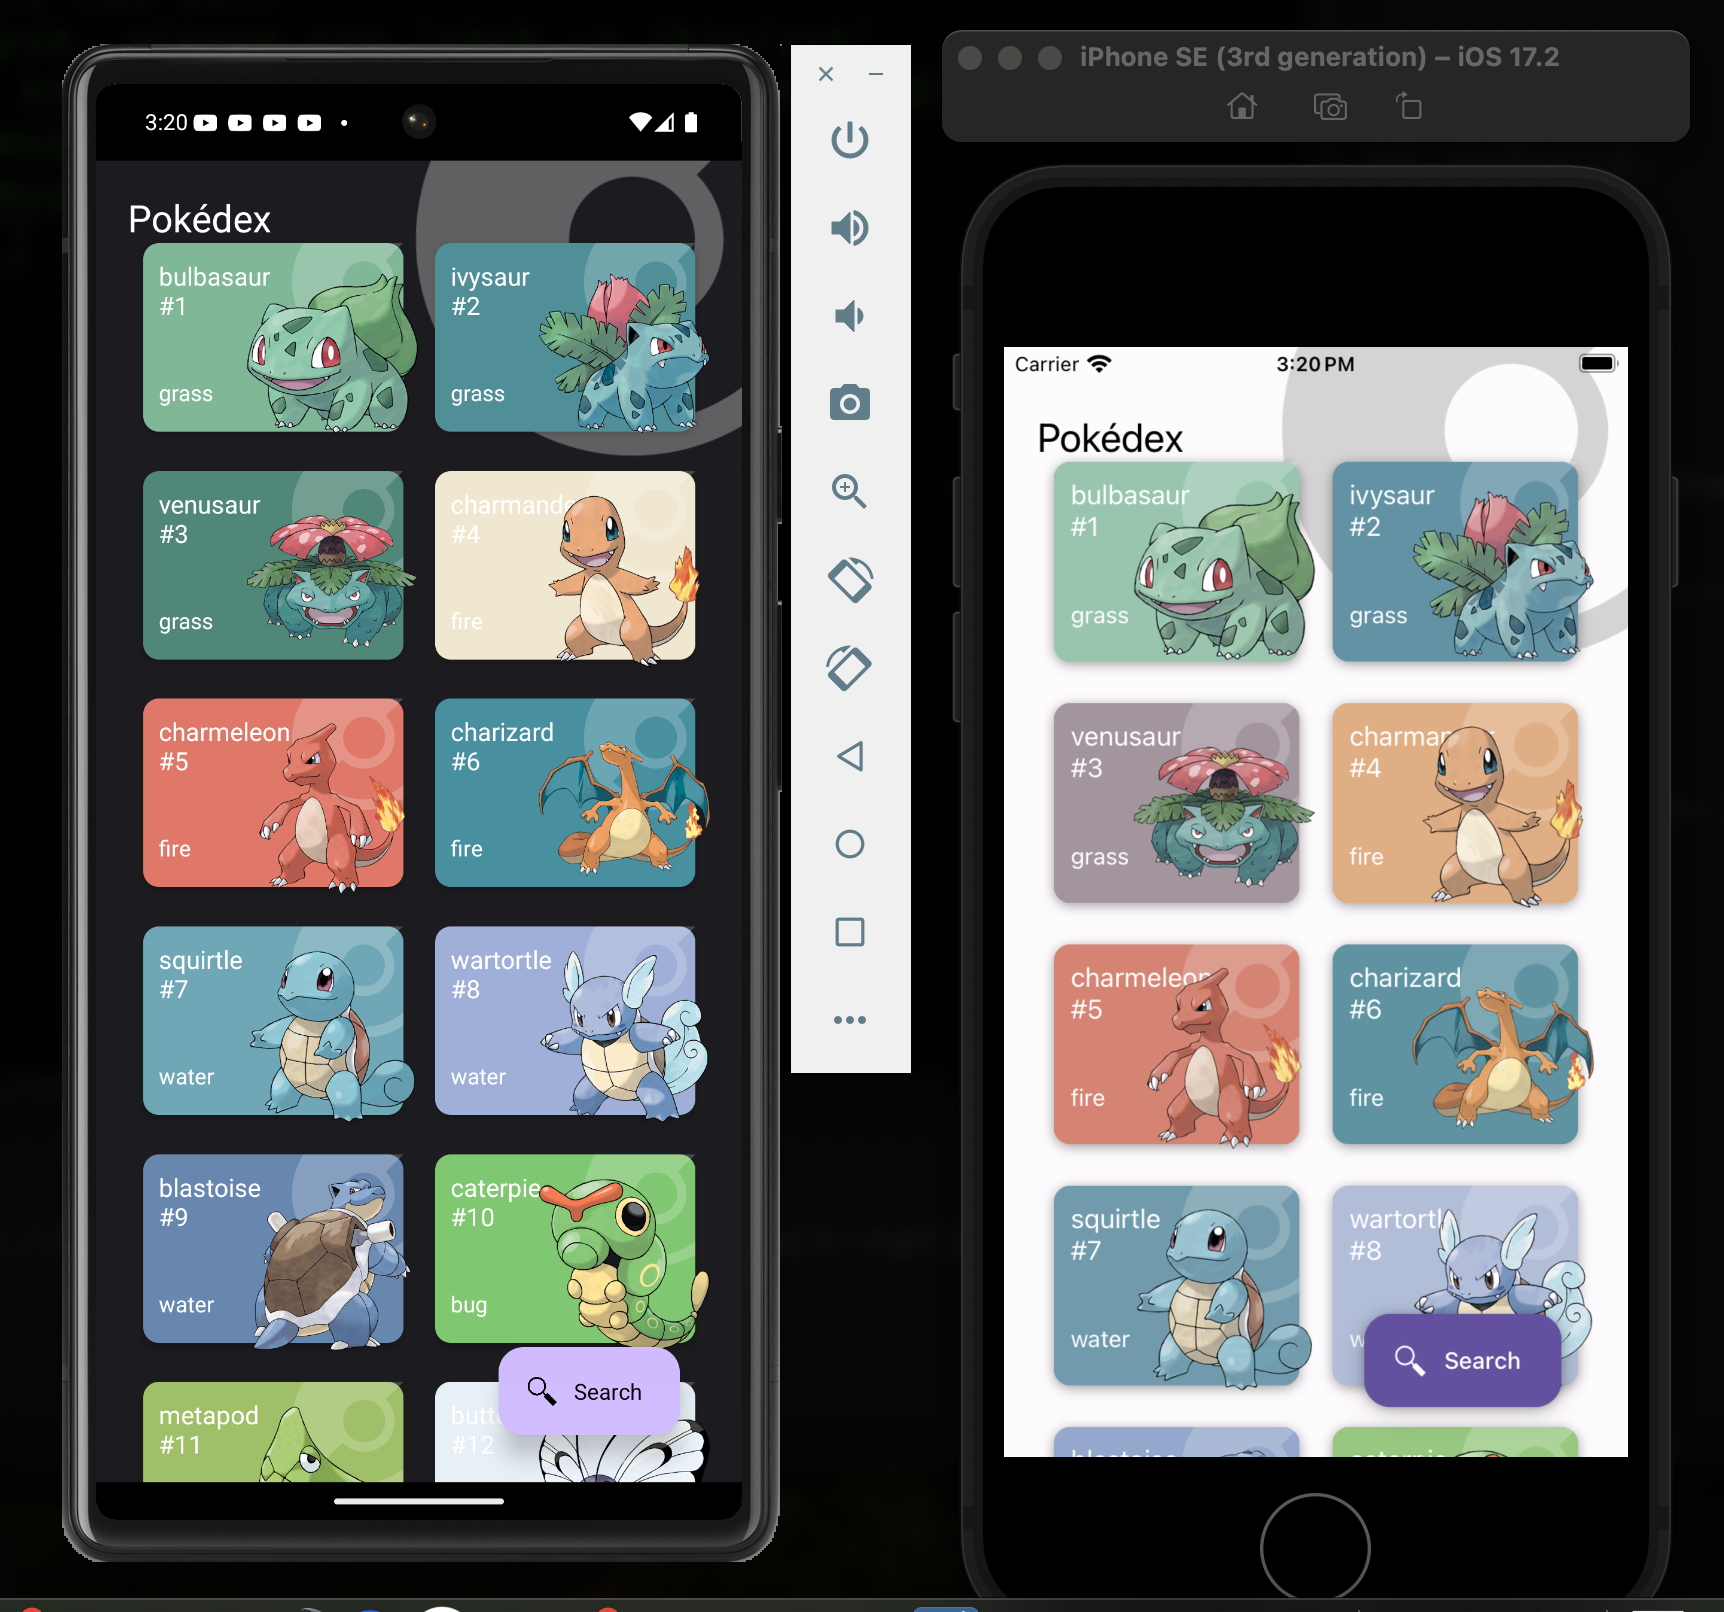 3:20
Pokédex
bulbasaur
#1
grass
ivysaur
#2
grass
venusaur
#3
grass
charmande
#4
fire
charmeleon
#5
fire
charizard
#6
fire
squirtle
#7
water
wartortle
#8
water
blastoise
#9
water
caterpie
#10
bug
metapod
#11
butt
#12
Search
iPhone SE (3rd generation) – iOS 17.2
Carrier
3:20 PM
Pokédex
bulbasaur
#1
grass
ivysaur
#2
grass
venusaur
#3
grass
charmander
#4
fire
charmeleon
#5
fire
charizard
#6
fire
squirtle
#7
water
wartortl
#8
w
Search
blastoise
caterpie